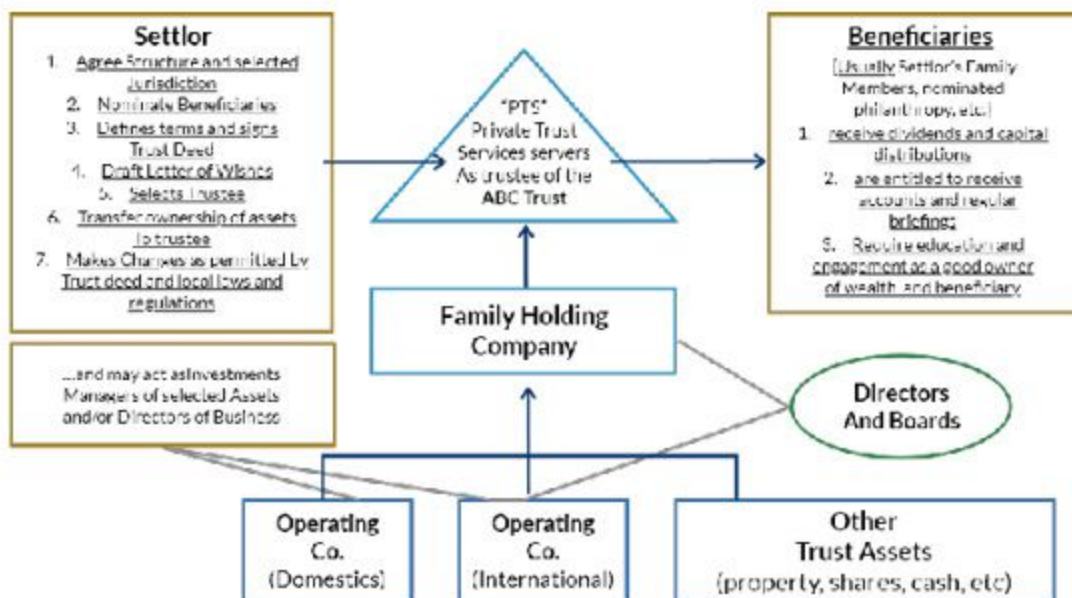 Settlor
1. Agree Structure and selected
Jurisdiction
2. Nominate Beneficiaries
3. Defines terms and signs
Trust Deed
4. Draft Letter of Wishes
5. Selects Trustee
6. Transfer ownership of assets
To trustee
7. Makes Changes as permitted by
Trust deed and local laws and
regulations
...and may act as Investments
Managers of selected Assets
and/or Directors of Business
"PTS"
Private Trust
Services servers
As trustee of the
ABC Trust
Beneficiaries
[Usually Settlor's Family
Members, nominated
philanthropy, etc.]
1. receive dividends and capital
distributions
2. are entitled to receive
accounts and regular
briefings
3. Require education and
engagement as a good owner
of wealth and beneficiary
Family Holding
Company
Directors
And Boards
Operating
Co.
(Domestics)
Operating
Co.
(International)
Other
Trust Assets
(property, shares, cash, etc)